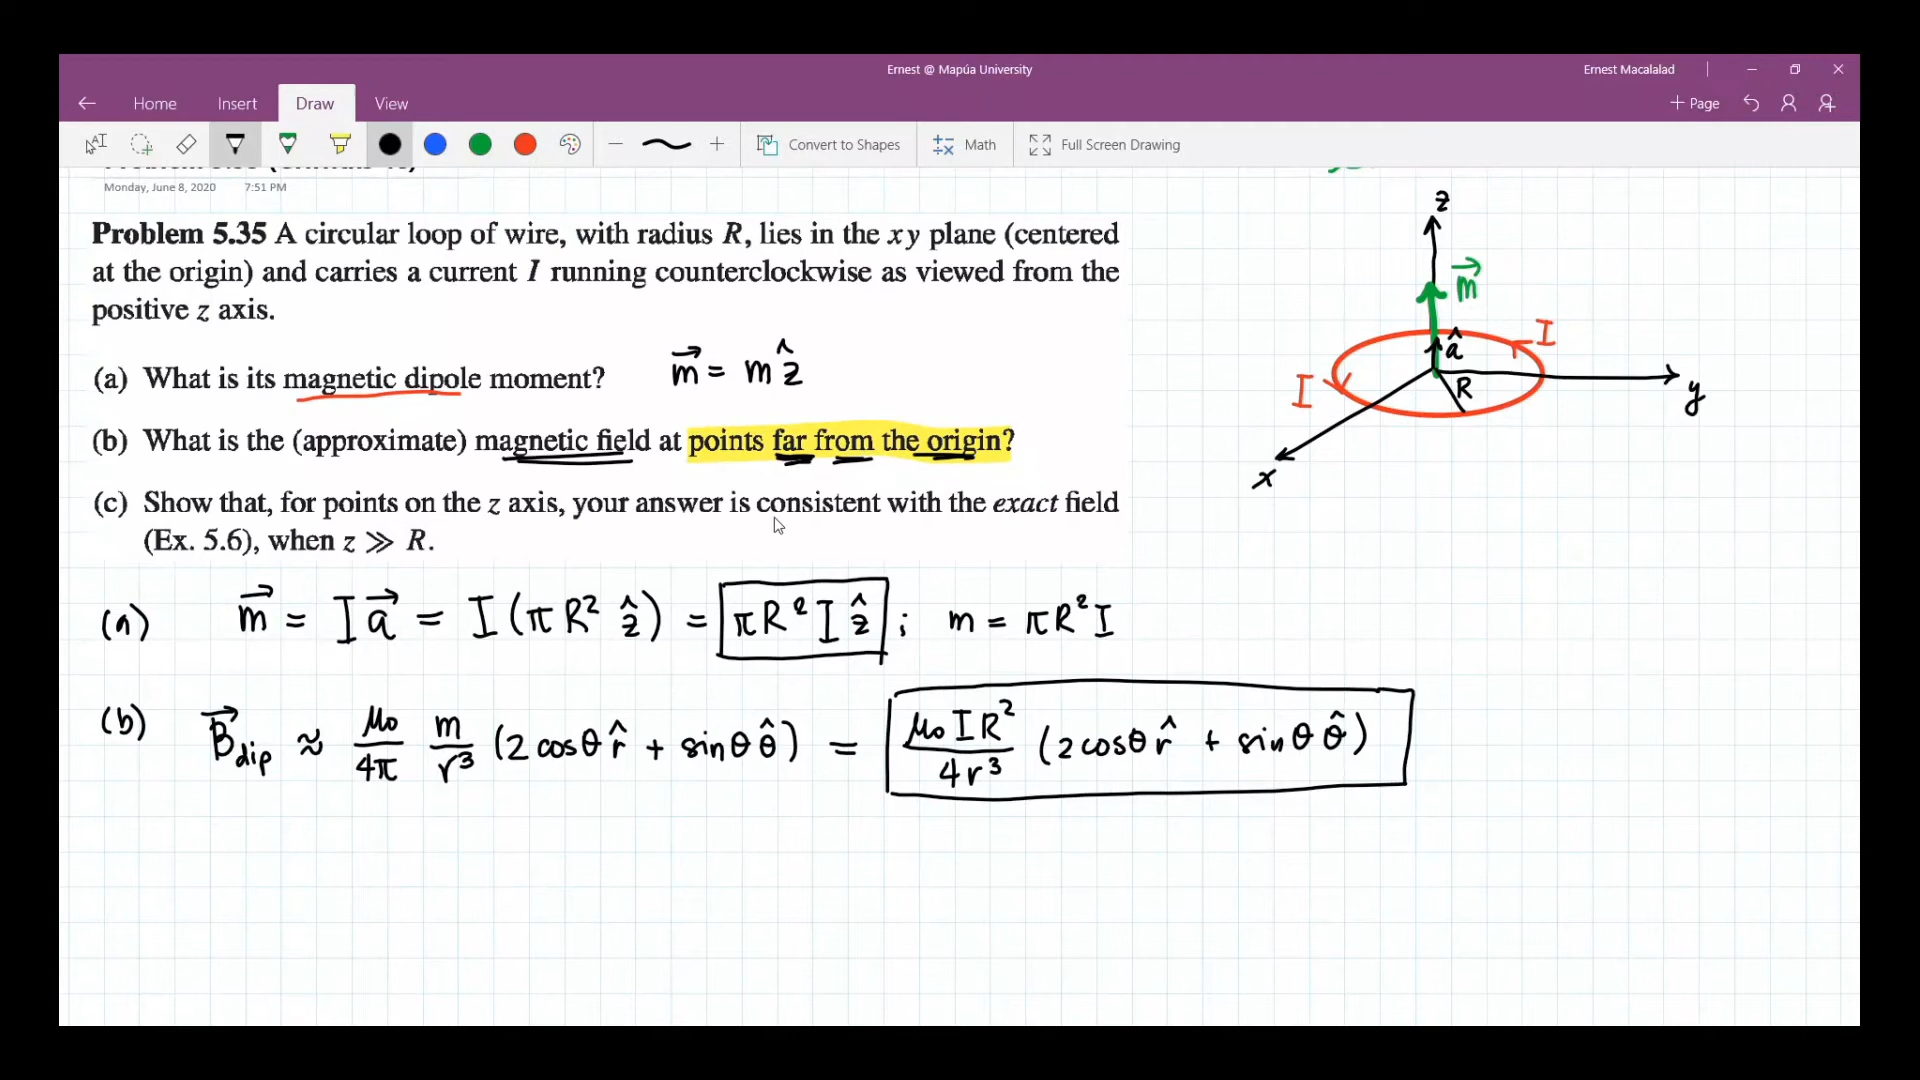 Ernest @ Mapúa University
Ernest Macalalad
Home Insert Draw View
Page
Convert to Shapes Math Full Screen Drawing
Monday, June 8, 2020 7:51 PM
Problem 5.35 A circular loop of wire, with radius R, lies in the xy plane (centered
at the origin) and carries a current I running counterclockwise as viewed from the
positive z axis.
(a) What is its magnetic dipole moment? m⃗ = m ẑ
(b) What is the (approximate) magnetic field at points far from the origin?
(c) Show that, for points on the z axis, your answer is consistent with the exact field
(Ex. 5.6), when z ≫ R.
z
m⃗
I
â
I
R
y
x
(a) m⃗ = I a⃗ = I (πR² ẑ) = πR² I ẑ ; m = πR² I
(b) B⃗dip ≈ μ₀/4π m/r³ (2 cosθ r̂ + sinθ θ̂) = μ₀ I R²/4r³ (2cosθ r̂ + sinθ θ̂)